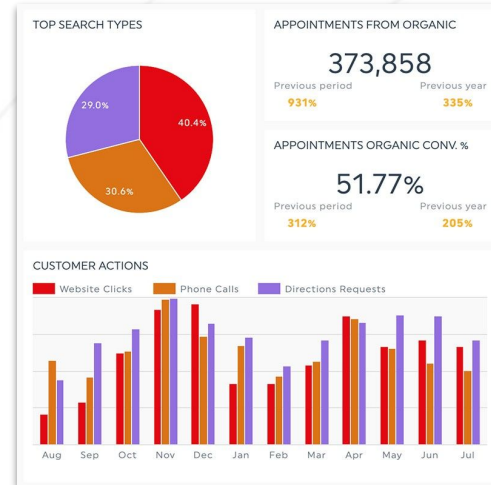 TOP SEARCH TYPES
29.0%
40.4%
30.6%
APPOINTMENTS FROM ORGANIC
373,858
Previous period Previous year
931% 335%
APPOINTMENTS ORGANIC CONV. %
51.77%
Previous period Previous year
312% 205%
CUSTOMER ACTIONS
Website Clicks Phone Calls Directions Requests
Aug Sep Oct Nov Dec Jan Feb Mar Apr May Jun Jul